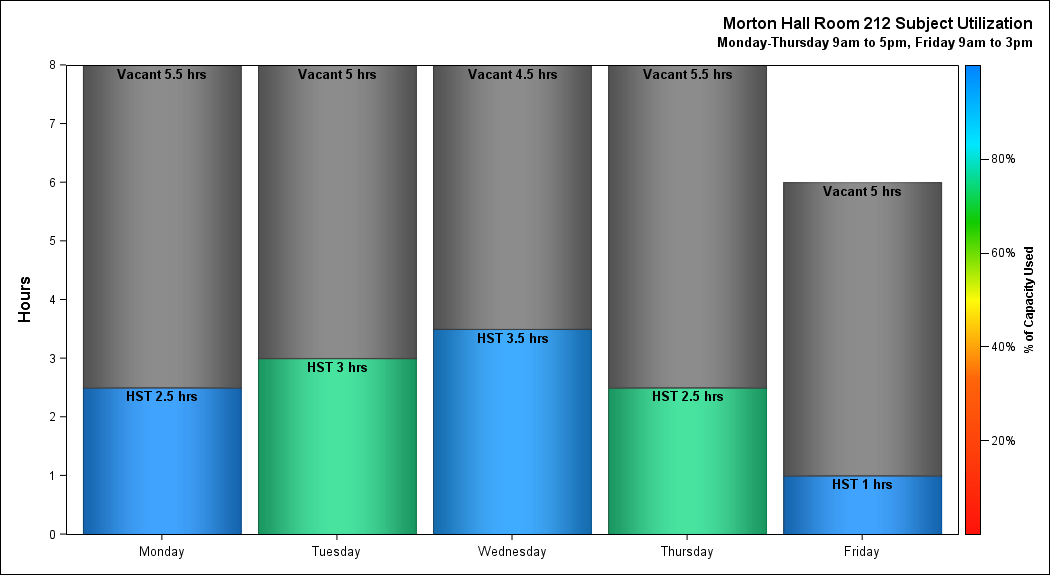 Morton Hall Room 212 Subject Utilization
Monday-Thursday 9am to 5pm, Friday 9am to 3pm
Hours
8
7
6
5
4
3
2
1
0
Vacant 5.5 hrs
HST 2.5 hrs
Vacant 5 hrs
HST 3 hrs
Vacant 4.5 hrs
HST 3.5 hrs
Vacant 5.5 hrs
HST 2.5 hrs
Vacant 5 hrs
HST 1 hrs
Monday
Tuesday
Wednesday
Thursday
Friday
80%
60%
40%
20%
% of Capacity Used